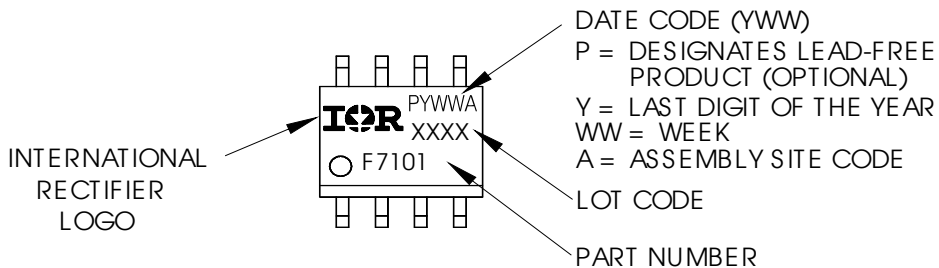 DATE CODE (YWW)
P = DESIGNATES LEAD-FREE
PRODUCT (OPTIONAL)
Y = LAST DIGIT OF THE YEAR
WW = WEEK
A = ASSEMBLY SITE CODE
LOT CODE
PART NUMBER
INTERNATIONAL
RECTIFIER
LOGO
IOR
PYWWA
XXXX
F7101